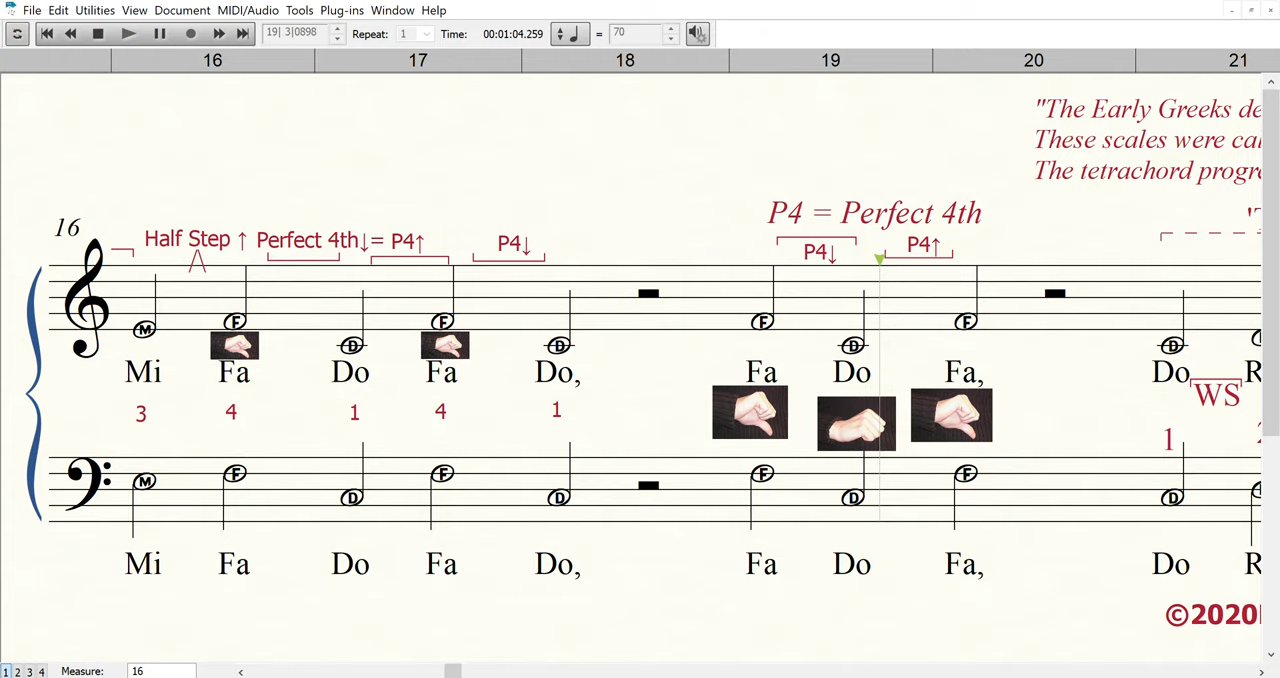 File Edit Utilities View Document MIDI/Audio Tools Plug-ins Window Help
19| 3|0898 Repeat: 1 Time: 00:01:04.259 = 70
16 17 18 19 20 21
"The Early Greeks de
These scales were cal
The tetrachord progre
P4 = Perfect 4th
16
Half Step ↑ Perfect 4th↓= P4↑ P4↓ P4↓ P4↑
M F D F D F D F D
Mi Fa Do Fa Do, Fa Do Fa, Do R
WS
3 4 1 4 1 1
M F D F D F D F D
Mi Fa Do Fa Do, Fa Do Fa, Do R
©2020
1 2 3 4 Measure: 16